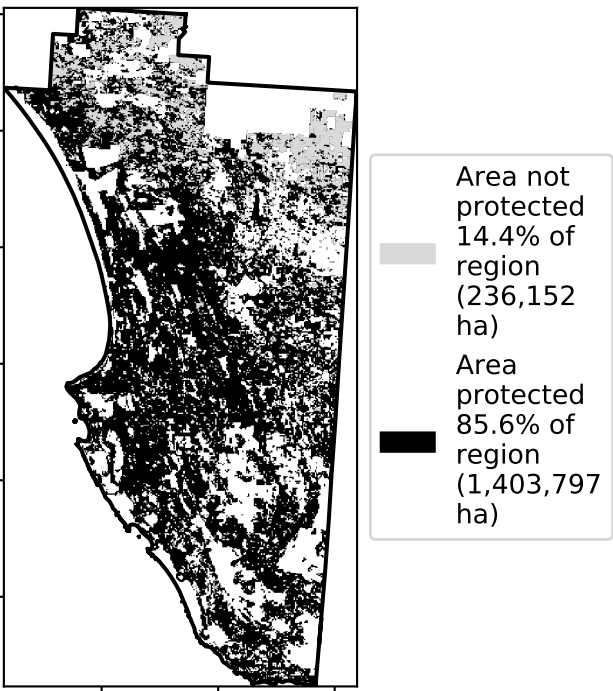 Area not
protected
14.4% of
region
(236,152
ha)
Area
protected
85.6% of
region
(1,403,797
ha)